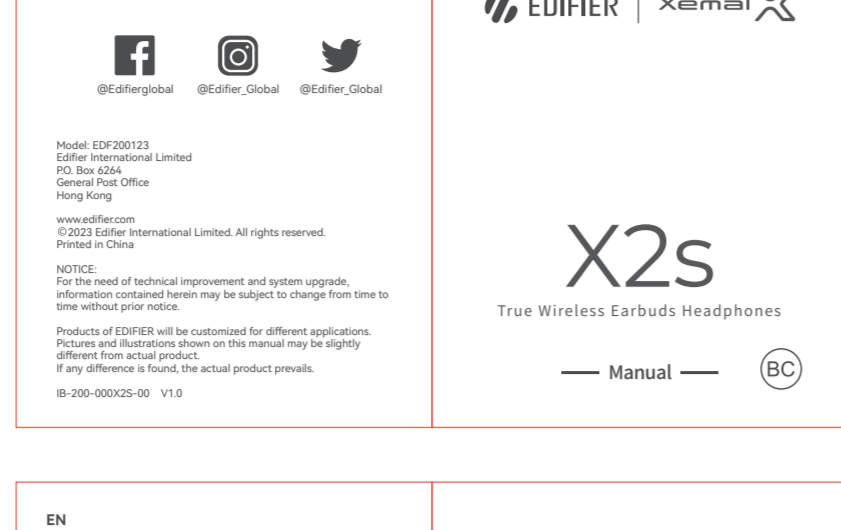 @Edifierglobal @Edifier_Global @Edifier_Global
Model: EDF200123
Edifier International Limited
P.O. Box 6264
General Post Office
Hong Kong
www.edifier.com
©2023 Edifier International Limited. All rights reserved.
Printed in China
NOTICE:
For the need of technical improvement and system upgrade,
information contained herein may be subject to change from time to
time without prior notice.
Products of EDIFIER will be customized for different applications.
Pictures and illustrations shown on this manual may be slightly
different from actual product.
If any difference is found, the actual product prevails.
IB-200-000X2S-00 V1.0
EDIFIER | Xemal
X2s
True Wireless Earbuds Headphones
Manual
BC
EN